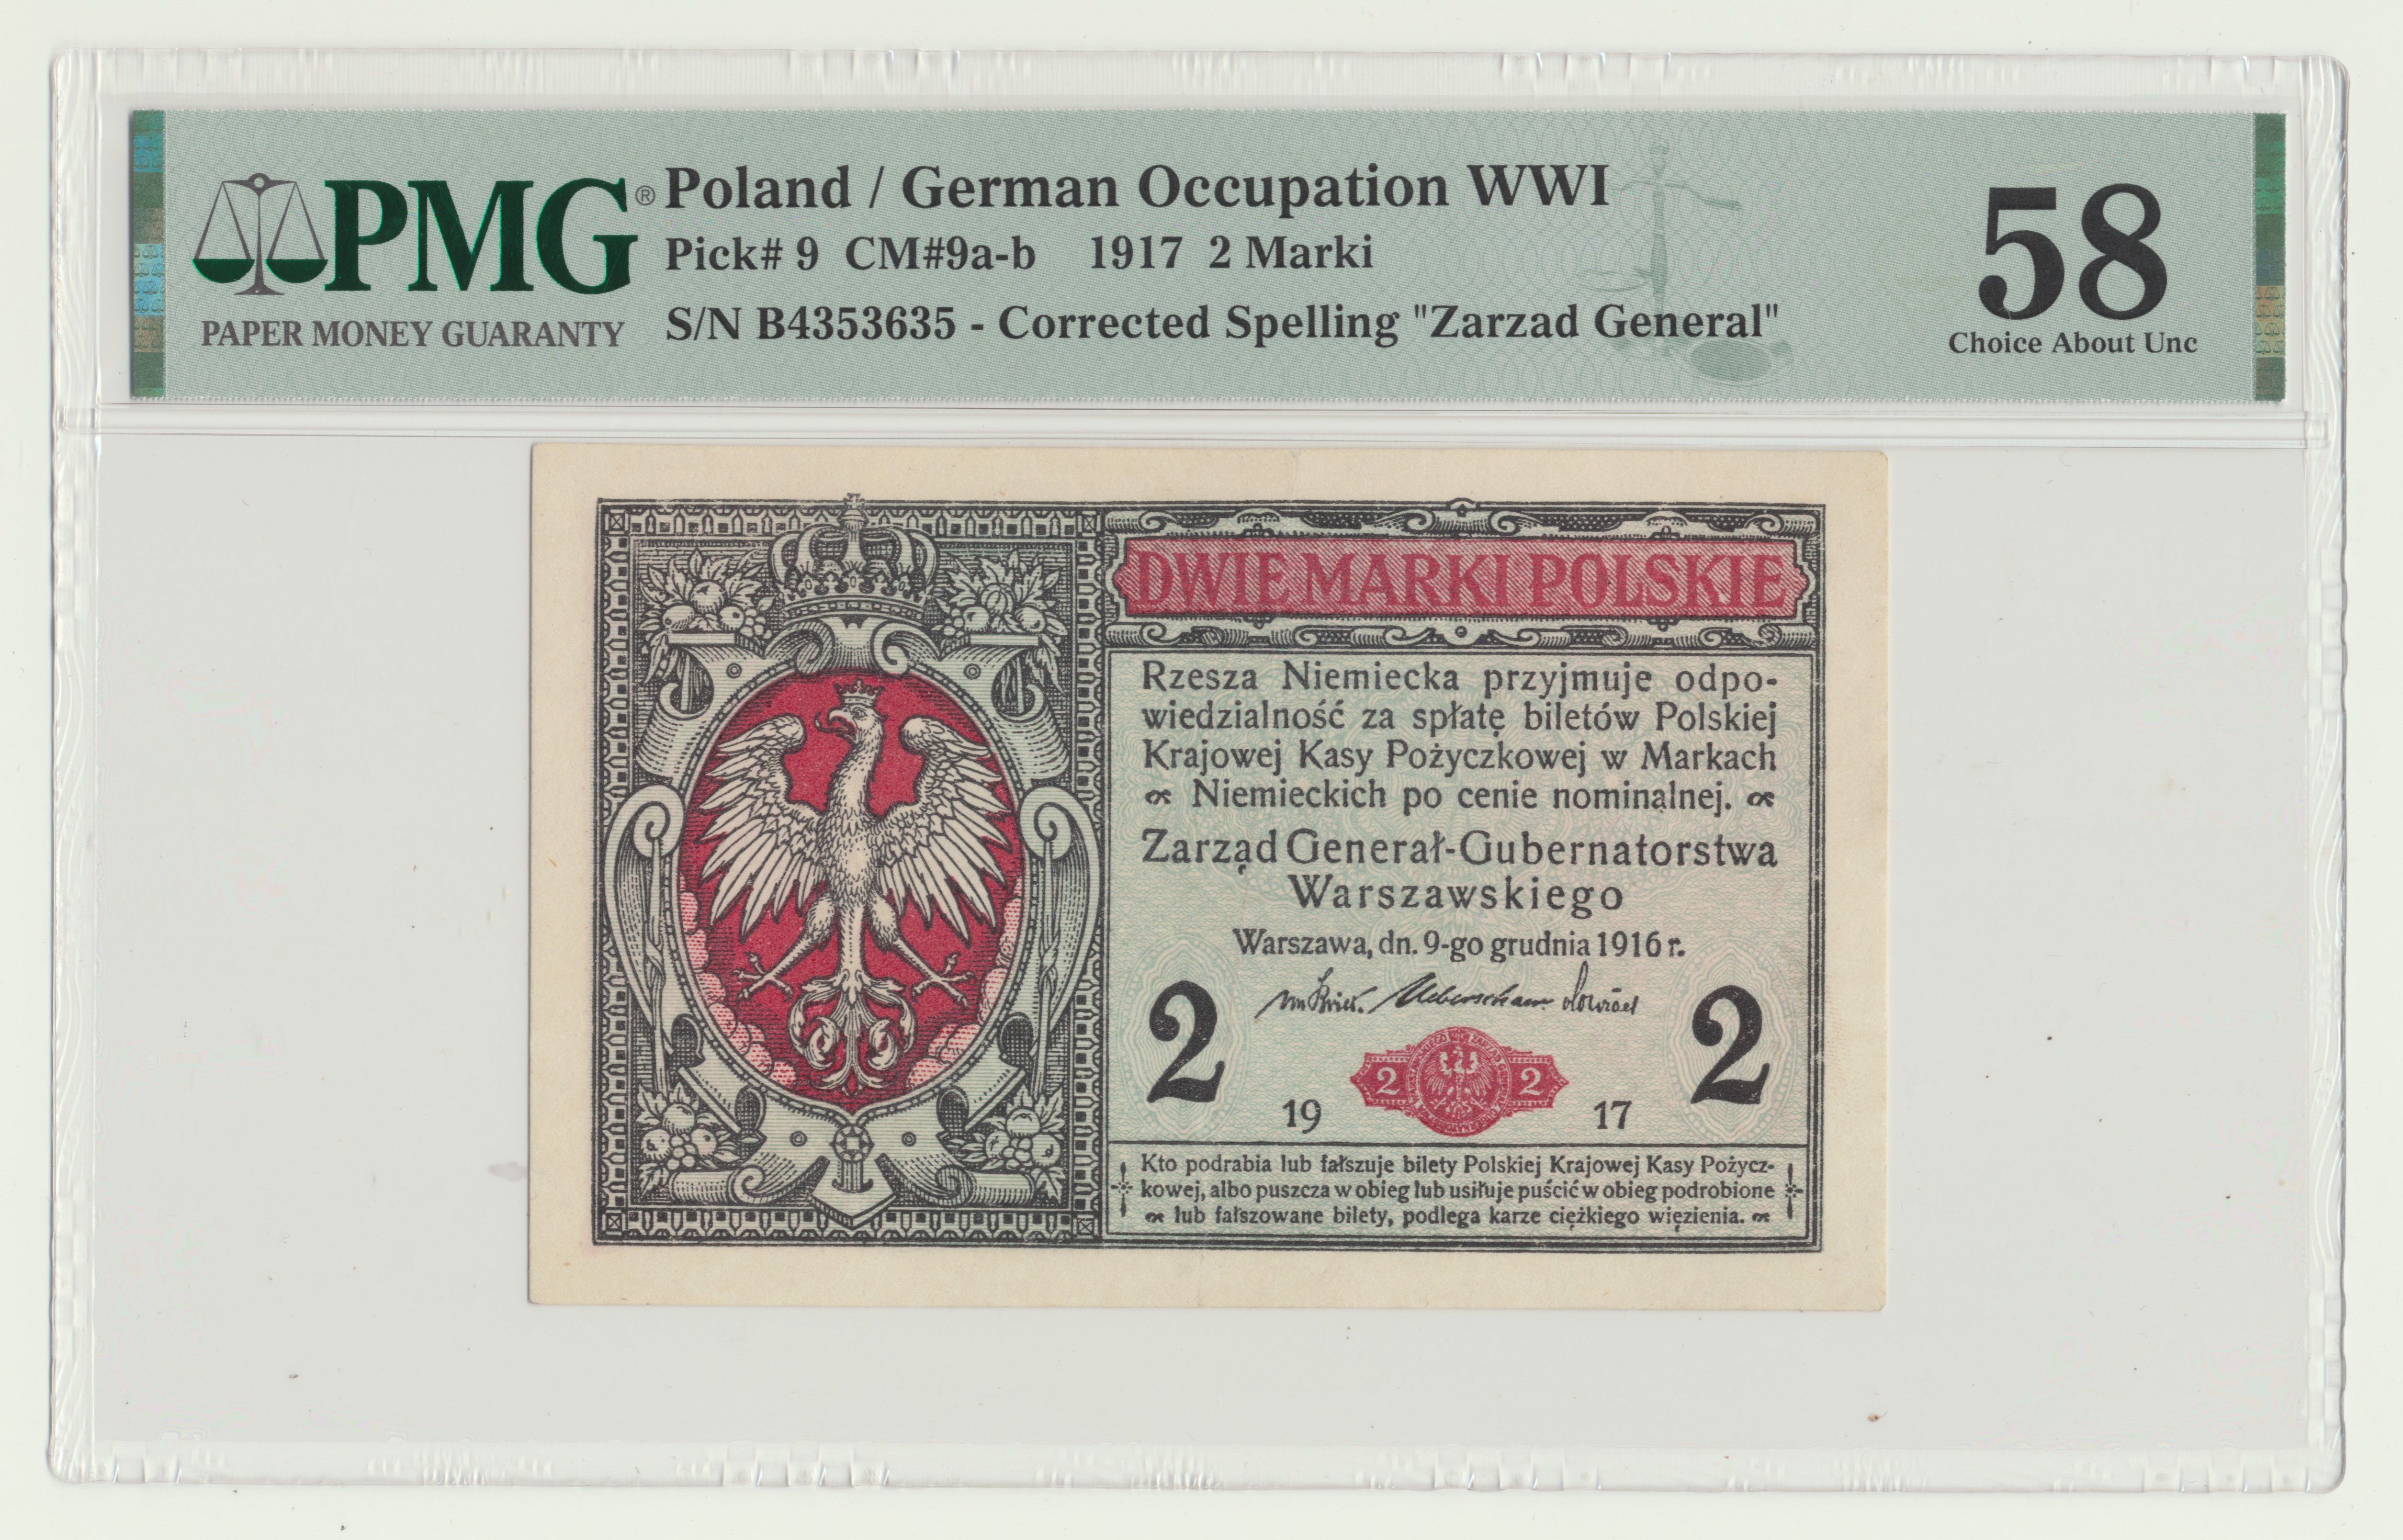 PMG®
PAPER MONEY GUARANTY
Poland / German Occupation WWI
Pick# 9 CM#9a-b 1917 2 Marki
S/N B4353635 - Corrected Spelling "Zarzad General"
58
Choice About Unc
DWIE MARKI POLSKIE
Rzesza Niemiecka przyjmuje odpo-
wiedzialność za spłatę biletów Polskiej
Krajowej Kasy Pożyczkowej w Markach
Niemieckich po cenie nominalnej.
Zarząd Generał-Gubernatorstwa
Warszawskiego
Warszawa, dn. 9-go grudnia 1916 r.
2 2
2 2
19 17
Kto podrabia lub fałszuje bilety Polskiej Krajowej Kasy Pożycz-
kowej, albo puszcza w obieg lub usiłuje puścić w obieg podrobione
lub fałszowane bilety, podlega karze ciężkiego więzienia.